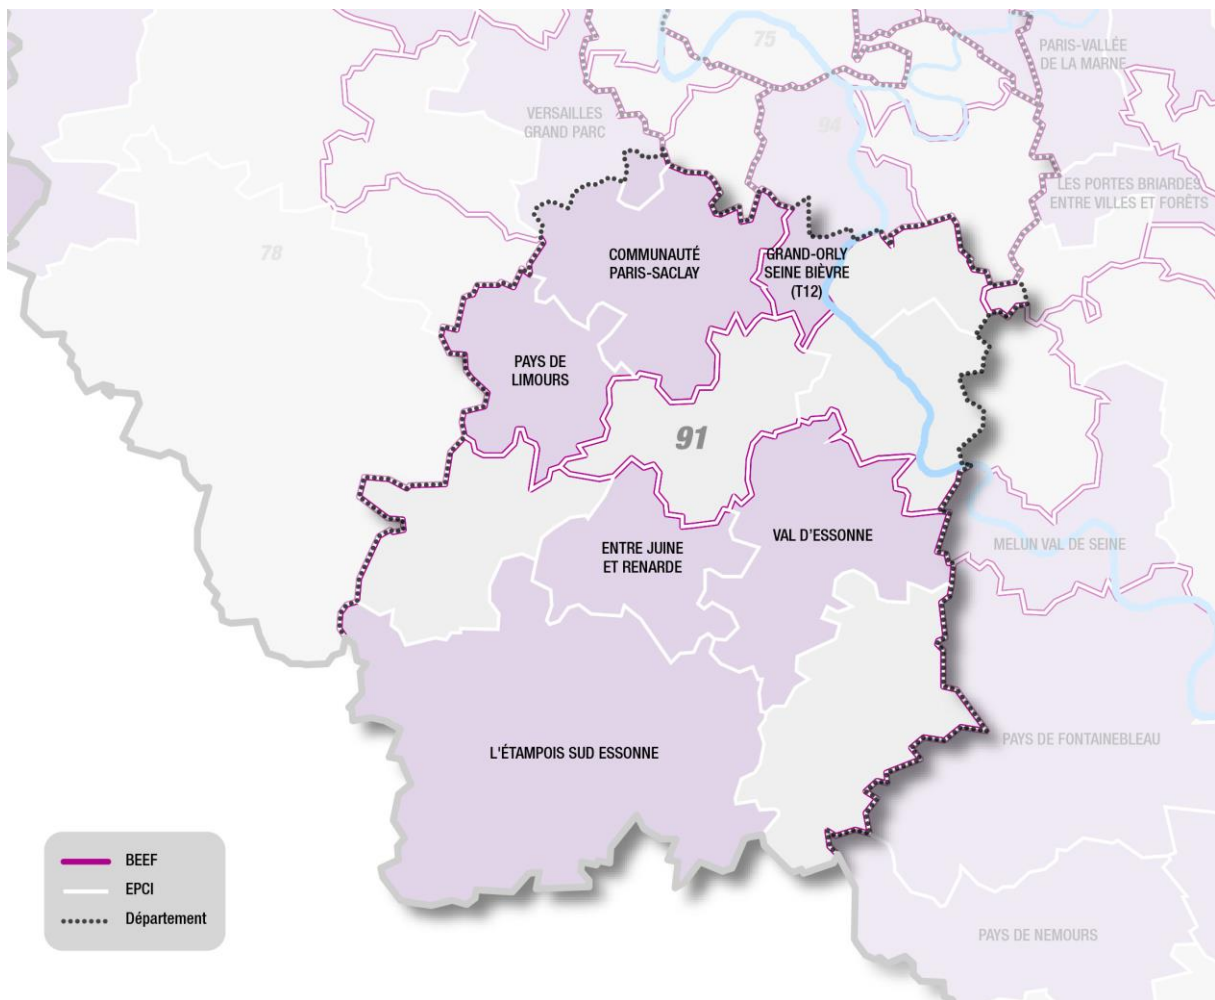 75
PARIS-VALLÉE
DE LA MARNE
VERSAILLES
GRAND PARC
94
LES PORTES BRIARDES
ENTRE VILLES ET FORÊTS
78
COMMUNAUTÉ
PARIS-SACLAY
GRAND-ORLY
SEINE BIÈVRE
(T12)
PAYS DE
LIMOURS
91
ENTRE JUINE
ET RENARDE
VAL D'ESSONNE
MELUN VAL DE SEINE
L'ÉTAMPOIS SUD ESSONNE
PAYS DE FONTAINEBLEAU
BEEF
EPCI
Département
PAYS DE NEMOURS